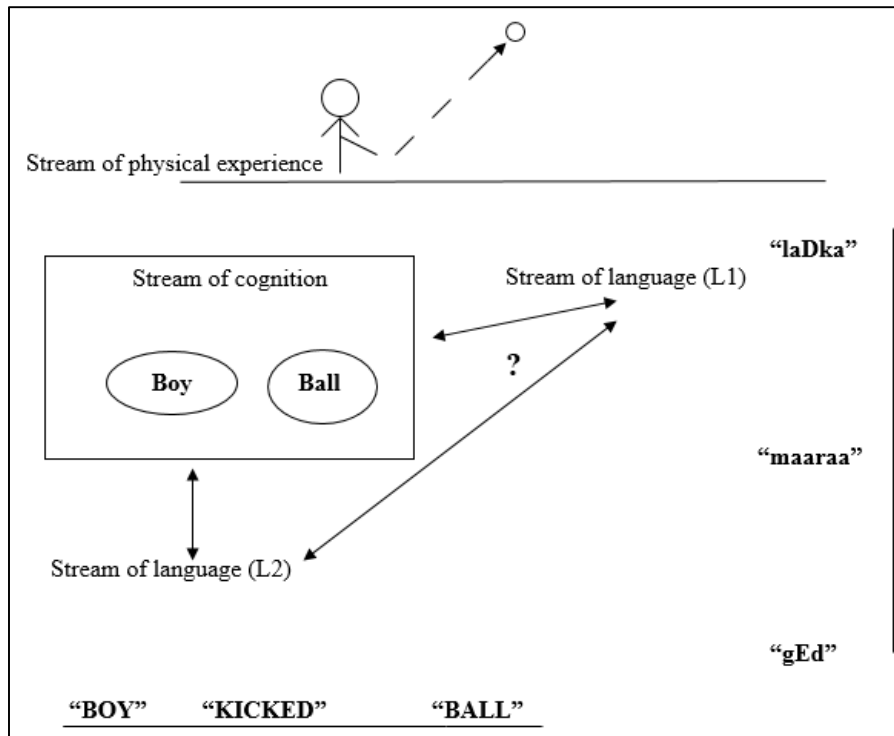 Stream of physical experience
“laDka”
Stream of cognition
Stream of language (L1)
Boy
Ball
?
“maaraa”
Stream of language (L2)
“gEd”
“BOY” “KICKED” “BALL”